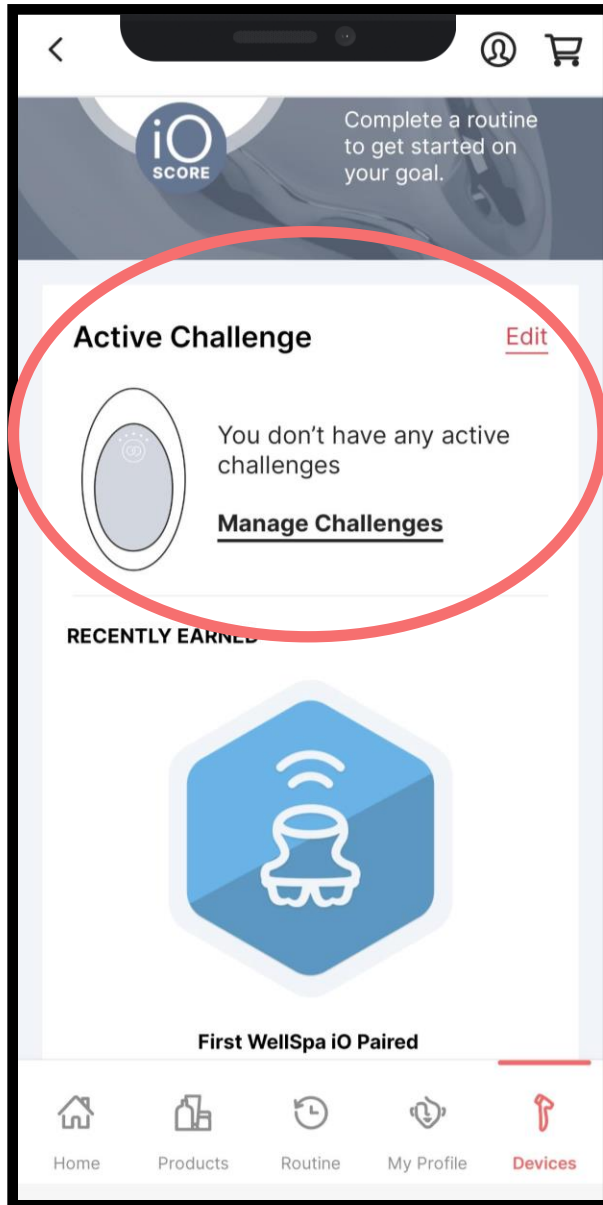 iO
SCORE
Complete a routine
to get started on
your goal.
Active Challenge
Edit
You don’t have any active
challenges
Manage Challenges
RECENTLY EARNED
First WellSpa iO Paired
Home
Products
Routine
My Profile
Devices